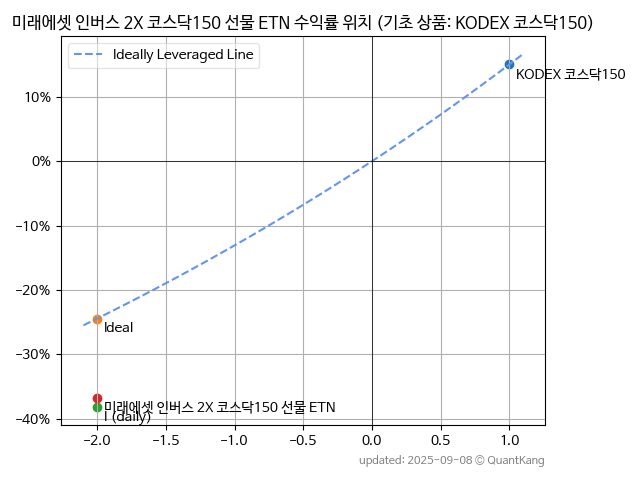 미래에셋 인버스 2X 코스닥150 선물 ETN 수익률 위치 (기초 상품: KODEX 코스닥150)
Ideally Leveraged Line
KODEX 코스닥150
10%
0%
−10%
−20%
−30%
−40%
Ideal
미래에셋 인버스 2X 코스닥150 선물 ETN
I (daily)
−2.0 −1.5 −1.0 −0.5 0.0 0.5 1.0
updated: 2025-09-08 © QuantKang